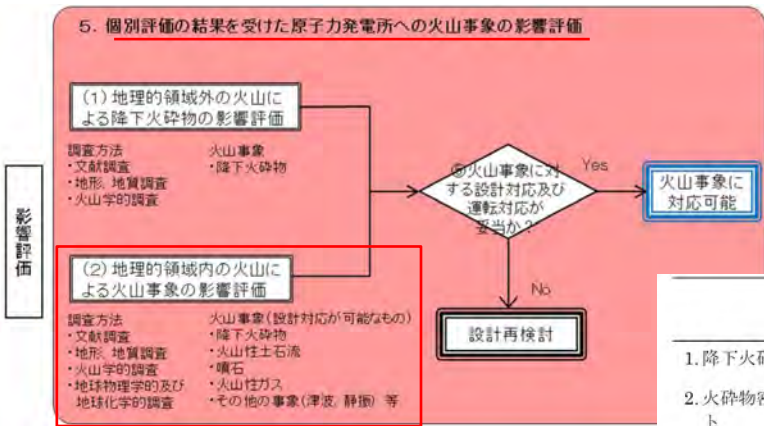 5. 個別評価の結果を受けた原子力発電所への火山事象の影響評価
影響評価
(1)地理的領域外の火山に
よる降下火砕物の影響評価
調査方法
・文献調査
・地形, 地質調査
・火山学的調査
火山事象
・降下火砕物
⑤火山事象に対
する設計対応及び
運転対応が
妥当か?
Yes
火山事象に
対応可能
No
設計再検討
(2)地理的領域内の火山に
よる火山事象の影響評価
調査方法
・文献調査
・地形, 地質調査
・火山学的調査
・地球物理学的及び
地球化学的調査
火山事象(設計対応が可能なもの)
・降下火砕物
・火山性土石流
・噴石
・火山性ガス
・その他の事象(津波, 静振) 等
1.降下火砕
2.火砕物密
ト